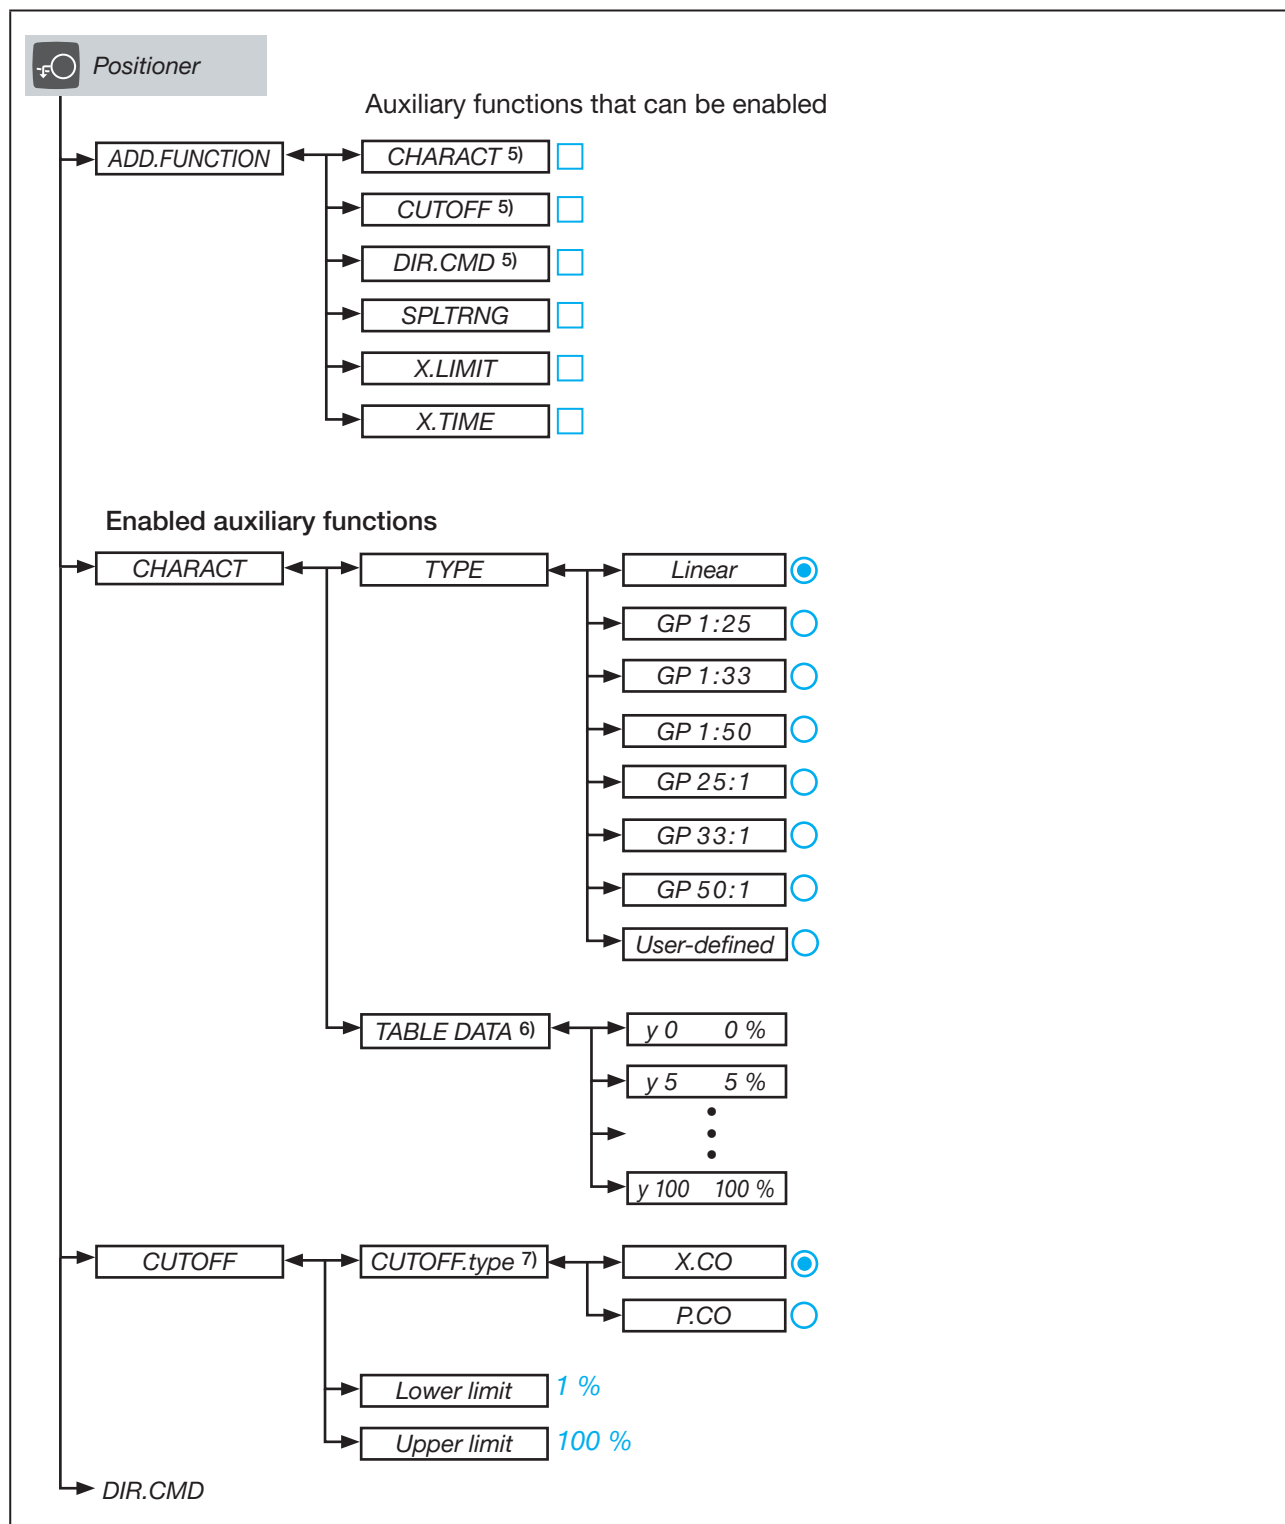 Positioner
Auxiliary functions that can be enabled
ADD.FUNCTION
CHARACT 5)
CUTOFF 5)
DIR.CMD 5)
SPLTRNG
X.LIMIT
X.TIME
Enabled auxiliary functions
CHARACT
TYPE
Linear
GP 1:25
GP 1:33
GP 1:50
GP 25:1
GP 33:1
GP 50:1
User-defined
TABLE DATA 6)
y 0 0 %
y 5 5 %
y 100 100 %
CUTOFF
CUTOFF.type 7)
X.CO
P.CO
Lower limit 1 %
Upper limit 100 %
DIR.CMD